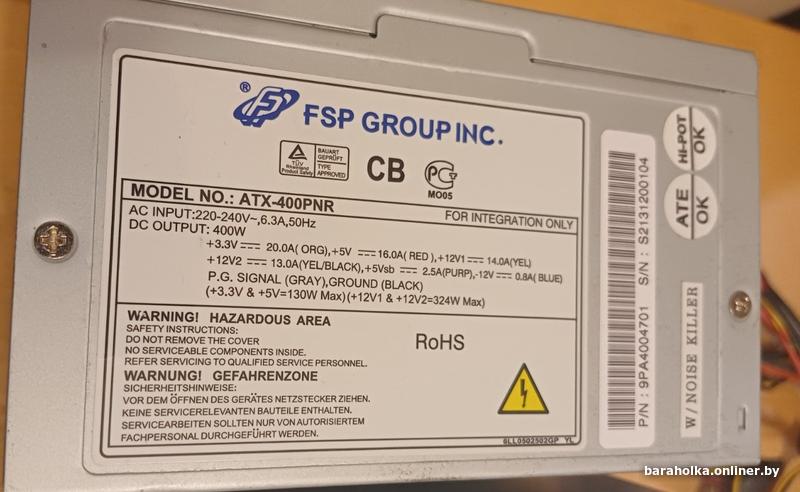 ® FSP GROUP INC.
TÜV Rheinland Product Safety
BAUART GEPRÜFT
TYPE APPROVED
CB
MO05
MODEL NO.: ATX-400PNR
FOR INTEGRATION ONLY
AC INPUT:220-240V~,6.3A,50Hz
DC OUTPUT: 400W
+3.3V ⎓ 20.0A( ORG),+5V ⎓16.0A( RED ),+12V1 ⎓ 14.0A(YEL)
+12V2 ⎓ 13.0A(YEL/BLACK),+5Vsb ⎓ 2.5A(PURP),-12V ⎓ 0.8A( BLUE)
P.G. SIGNAL (GRAY),GROUND (BLACK)
(+3.3V & +5V=130W Max)(+12V1 & +12V2=324W Max)
WARNING! HAZARDOUS AREA
SAFETY INSTRUCTIONS:
DO NOT REMOVE THE COVER
NO SERVICEABLE COMPONENTS INSIDE.
REFER SERVICING TO QUALIFIED SERVICE PERSONNEL.
RoHS
WARNUNG! GEFAHRENZONE
SICHERHEITSHINWEISE:
VOR DEM ÖFFNEN DES GERÄTES NETZSTECKER ZIEHEN.
KEINE SERVICERELEVANTEN BAUTEILE ENTHALTEN.
SERVICEARBEITEN SOLLTEN NUR VON AUTORISIERTEM
FACHPERSONAL DURCHGEFÜHRT WERDEN.
6LL0502502GP YL
P/N : 9PA4004701 S/N : S2131200104
HI-POT
OK
ATE
OK
W/NOISE KILLER
baraholka.onliner.by